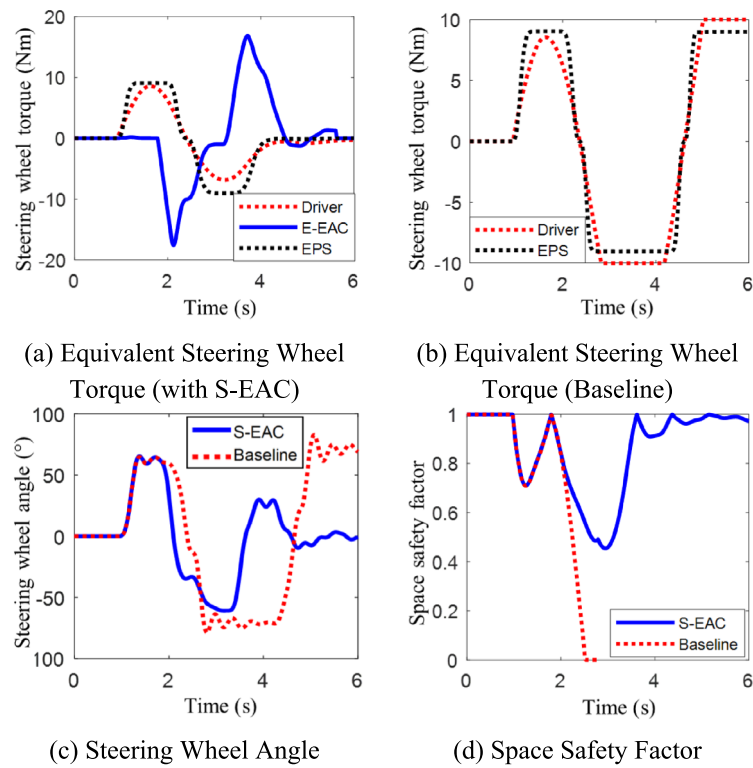 20
10
0
-10
-20
Steering wheel torque (Nm)
Driver
E-EAC
EPS
0 2 4 6
Time (s)
(a) Equivalent Steering Wheel
Torque (with S-EAC)
10
5
0
-5
-10
Steering wheel torque (Nm)
Driver
EPS
0 2 4 6
Time (s)
(b) Equivalent Steering Wheel
Torque (Baseline)
100
50
0
-50
100
Steering wheel angle (°)
S-EAC
Baseline
0 2 4 6
Time (s)
(c) Steering Wheel Angle
1
0.8
0.6
0.4
0.2
0
Space safety factor
S-EAC
Baseline
0 2 4 6
Time (s)
(d) Space Safety Factor